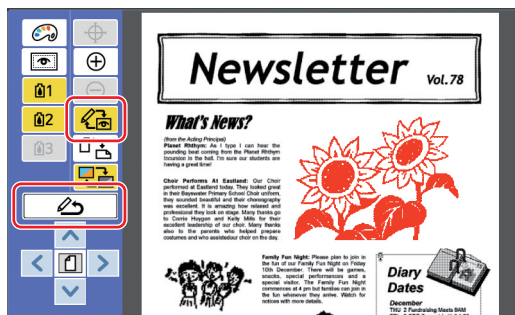 1
2
3
Newsletter Vol.78
What's News?
(from the Acting Principal)
Planet Rhthym: As I type I can hear the
pounding beat coming from the Planet Rhthym
Incursion in the hall. I'm sure our students are
having a great time!
Choir Performs At Eastland: Our Choir
performed at Eastland today. They looked great
in their Bayswater Primary School Choir uniform,
they sounded beautiful and their choreography
was excellent. It is amazing how relaxed and
professional they look on stage. Many thanks go
to Carrie Huygan and Kelly Mills for their
excellent leadership of our choir. Many thanks
also to the parents who helped prepare
costumes and who assistedour choir on the day.
Family Fun Night: Please plan to join in
the fun of our Family Fun Night on Friday
10th December. There will be games,
snacks, special performances and a
special visitor. The Family Fun Night
commences at 4 pm but families can join in
the fun whenever they arrive. Watch for
notices with more details.
Diary
Dates
December
THU 2 Fundraising Meets 9AM